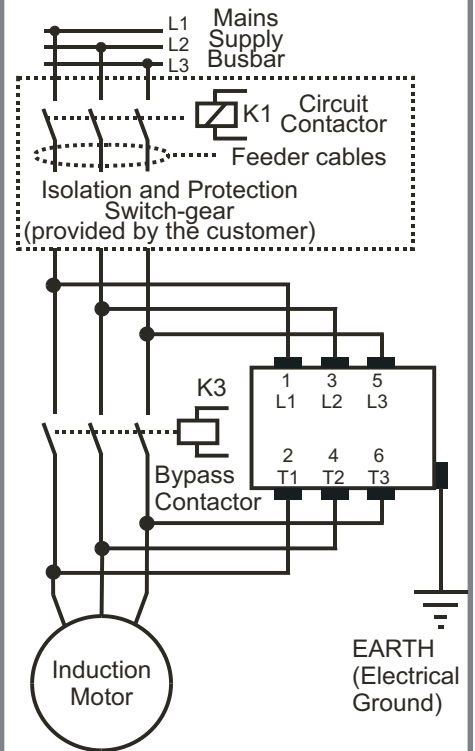 L1
L2
L3
Mains
Supply
Busbar
K1
Circuit
Contactor
Feeder cables
Isolation and Protection
Switch-gear
(provided by the customer)
K3
Bypass
Contactor
1 3 5
L1 L2 L3
2 4 6
T1 T2 T3
Induction
Motor
EARTH
(Electrical
Ground)